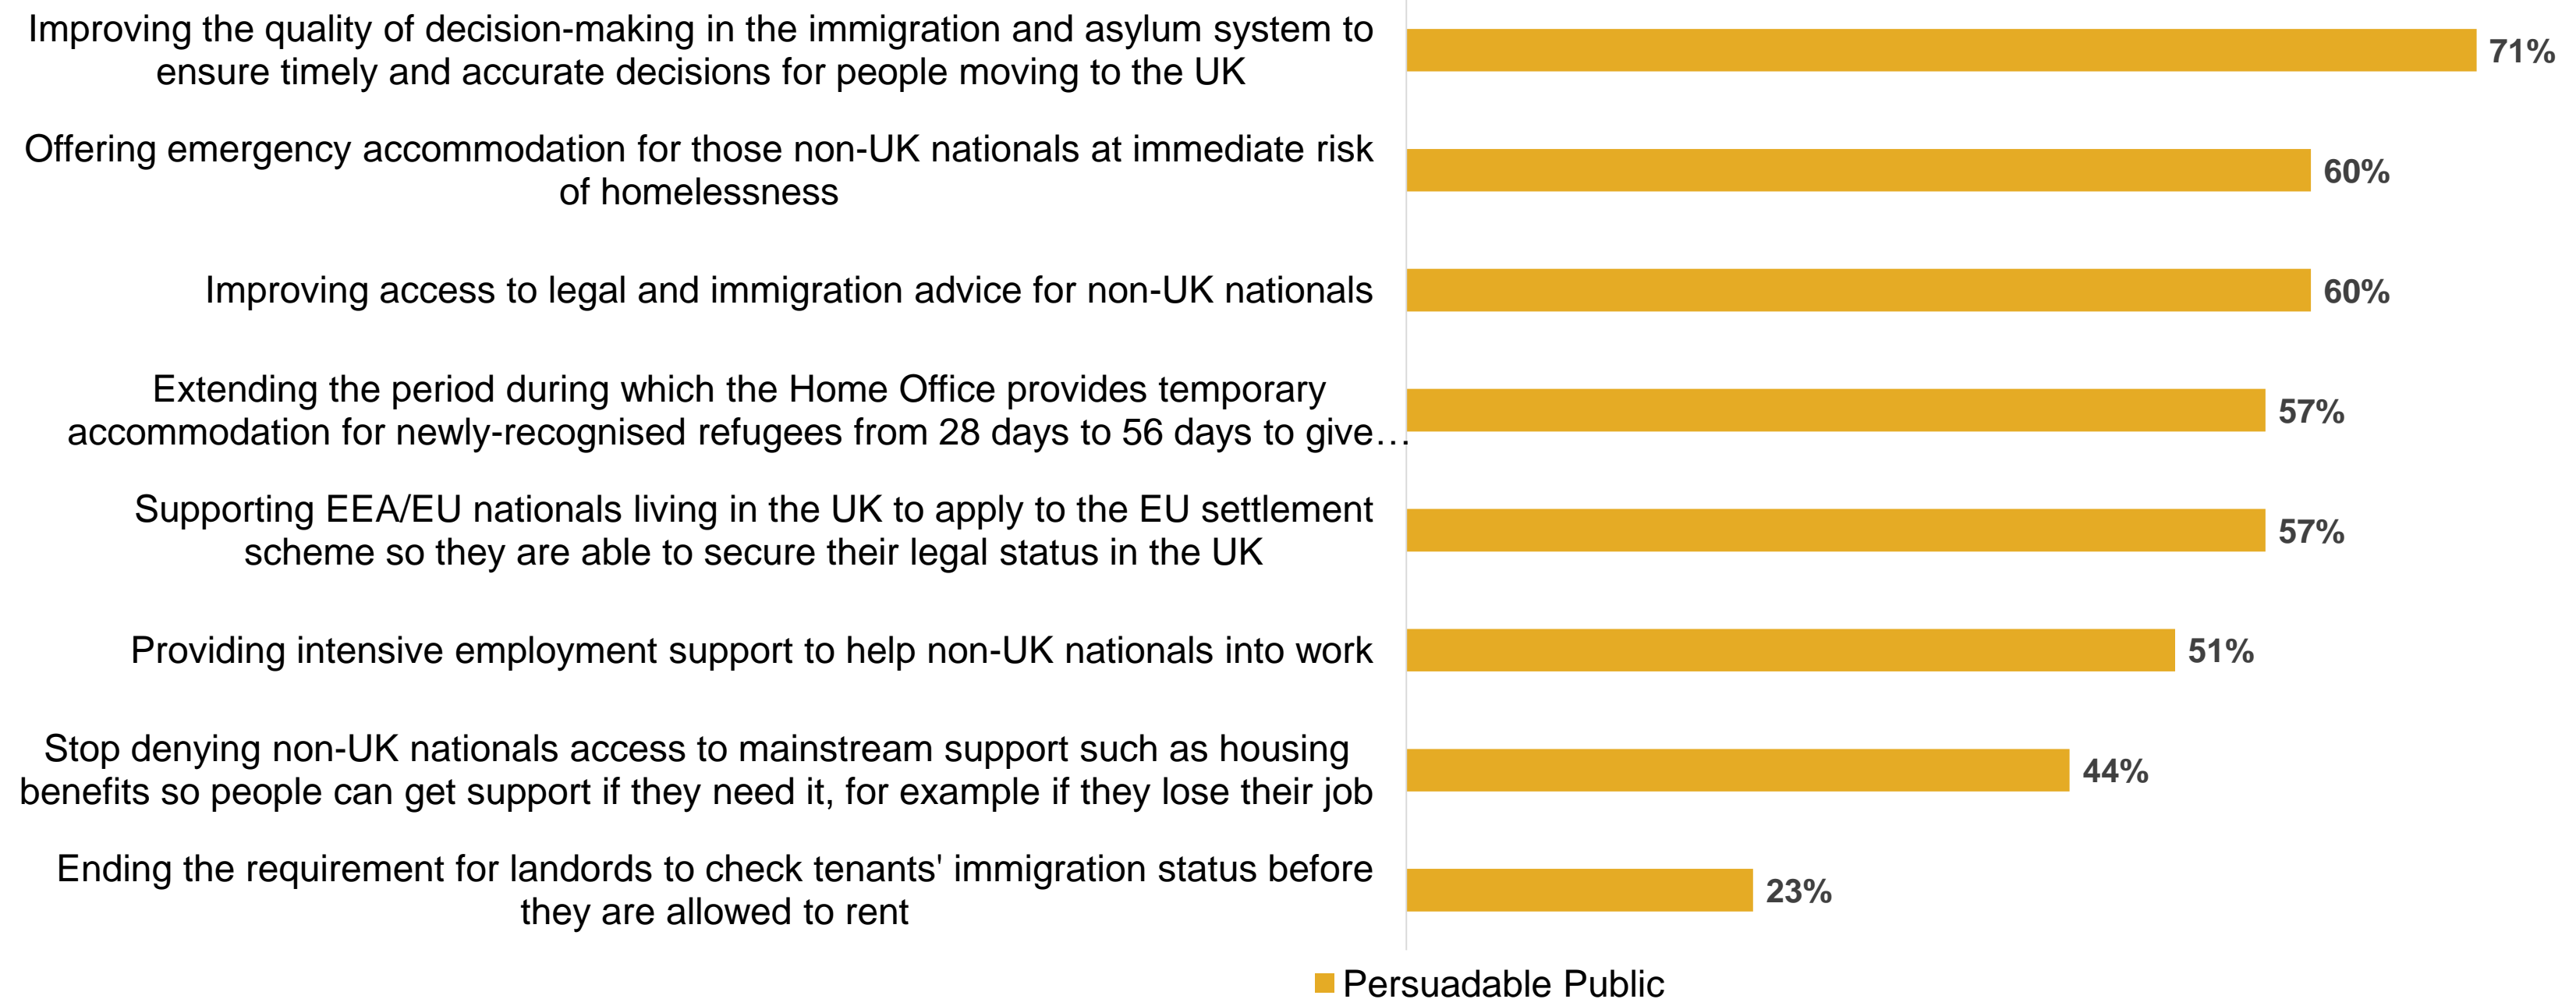 Improving the quality of decision-making in the immigration and asylum system to
ensure timely and accurate decisions for people moving to the UK
71%
Offering emergency accommodation for those non-UK nationals at immediate risk
of homelessness
60%
Improving access to legal and immigration advice for non-UK nationals
60%
Extending the period during which the Home Office provides temporary
accommodation for newly-recognised refugees from 28 days to 56 days to give…
57%
Supporting EEA/EU nationals living in the UK to apply to the EU settlement
scheme so they are able to secure their legal status in the UK
57%
Providing intensive employment support to help non-UK nationals into work
51%
Stop denying non-UK nationals access to mainstream support such as housing
benefits so people can get support if they need it, for example if they lose their job
44%
Ending the requirement for landords to check tenants' immigration status before
they are allowed to rent
23%
Persuadable Public